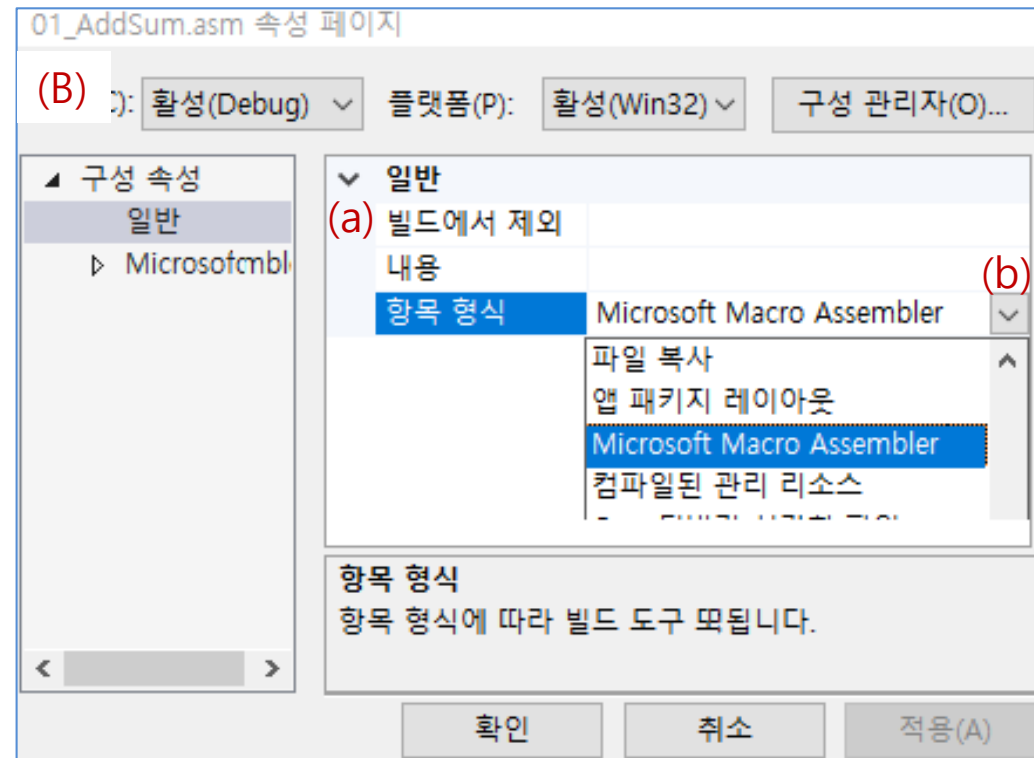 01_AddSum.asm 속성 페이지
(B) ): 활성(Debug) 플랫폼(P): 활성(Win32) 구성 관리자(O)...
구성 속성
일반
Microsofcmbl
일반
(a) 빌드에서 제외
내용
(b)
항목 형식 Microsoft Macro Assembler
파일 복사
앱 패키지 레이아웃
Microsoft Macro Assembler
컴파일된 관리 리소스
항목 형식
항목 형식에 따라 빌드 도구 됩니다.
확인 취소 적용(A)